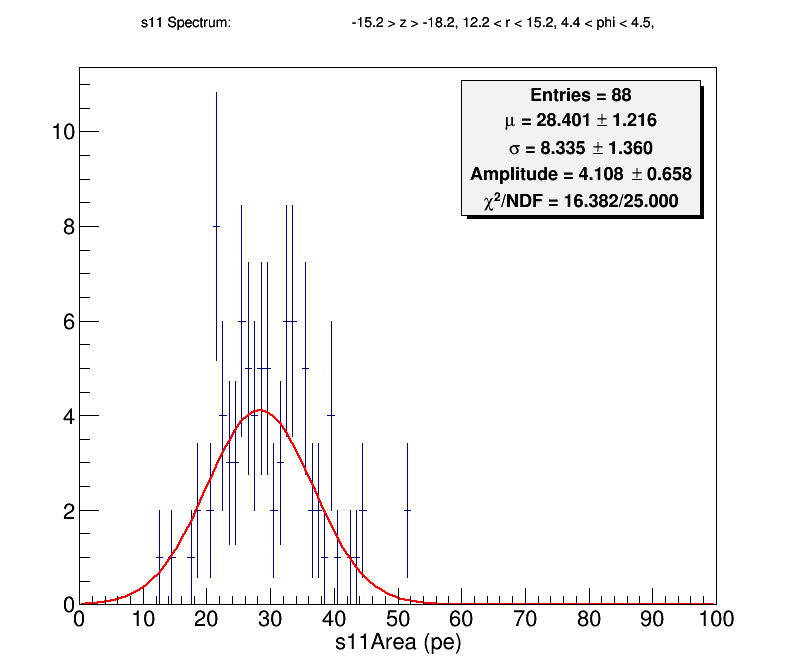 s11 Spectrum: -15.2 > z > -18.2, 12.2 < r < 15.2, 4.4 < phi < 4.5,
Entries = 88
μ = 28.401 ± 1.216
σ = 8.335 ± 1.360
Amplitude = 4.108 ± 0.658
χ²/NDF = 16.382/25.000
10
8
6
4
2
0
0 10 20 30 40 50 60 70 80 90 100
s11Area (pe)